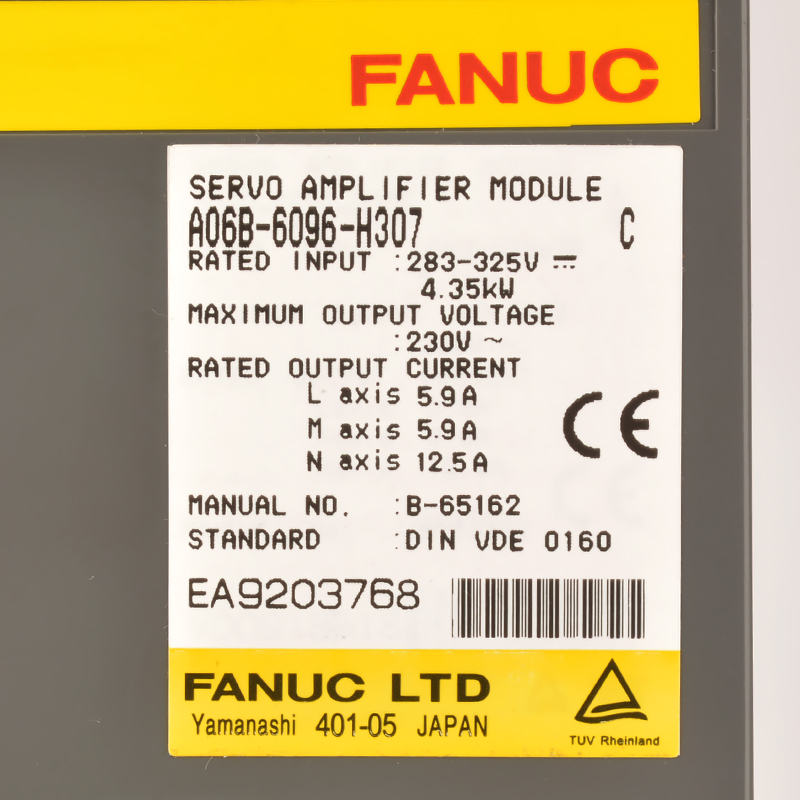 FANUC
SERVO AMPLIFIER MODULE
A06B-6096-H307 C
RATED INPUT :283-325V ⎓
4.35kW
MAXIMUM OUTPUT VOLTAGE
:230V ~
RATED OUTPUT CURRENT
L axis 5.9A
M axis 5.9A
N axis 12.5A
CE
MANUAL NO. :B-65162
STANDARD :DIN VDE 0160
EA9203768
FANUC LTD
Yamanashi 401-05 JAPAN
TUV Rheinland